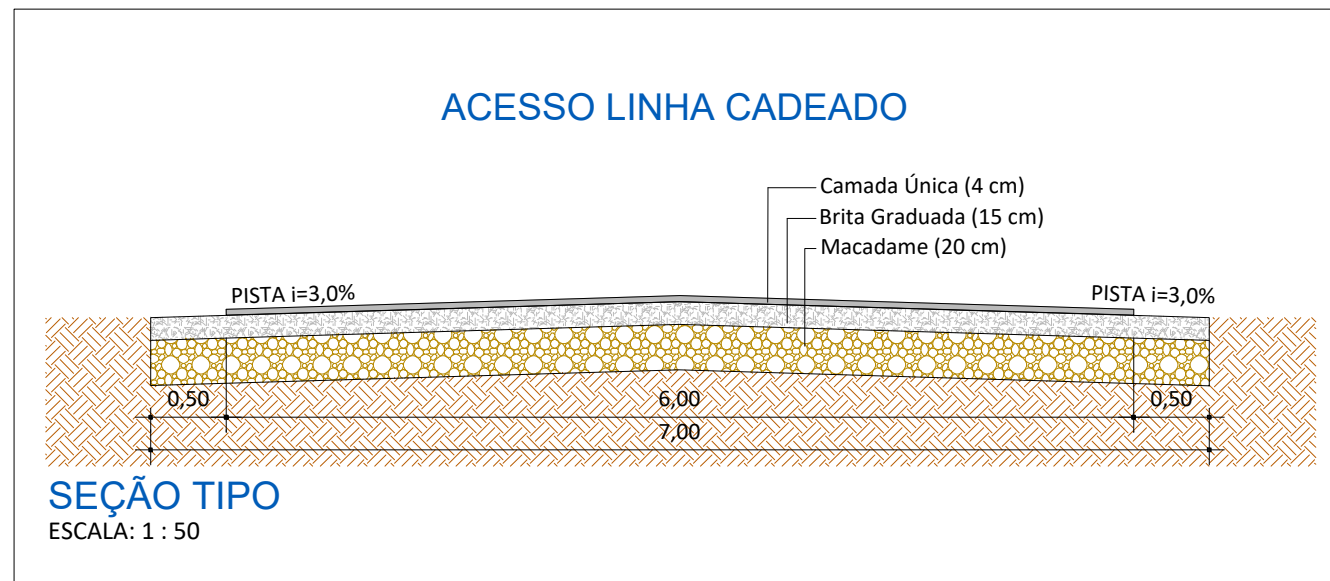 ACESSO LINHA CADEADO
Camada Única (4 cm)
Brita Graduada (15 cm)
Macadame (20 cm)
PISTA i=3,0%
PISTA i=3,0%
0,50
6,00
0,50
7,00
SEÇÃO TIPO
ESCALA: 1 : 50